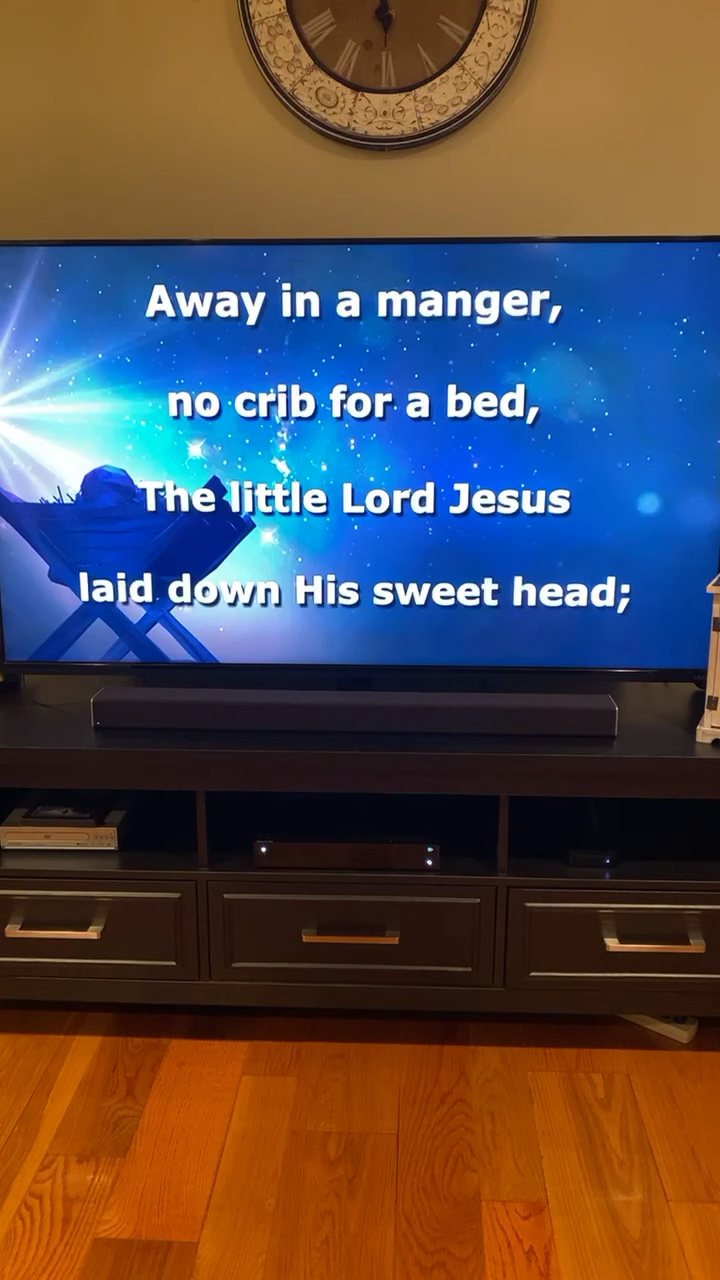 Away in a manger,
no crib for a bed,
The little Lord Jesus
laid down His sweet head;